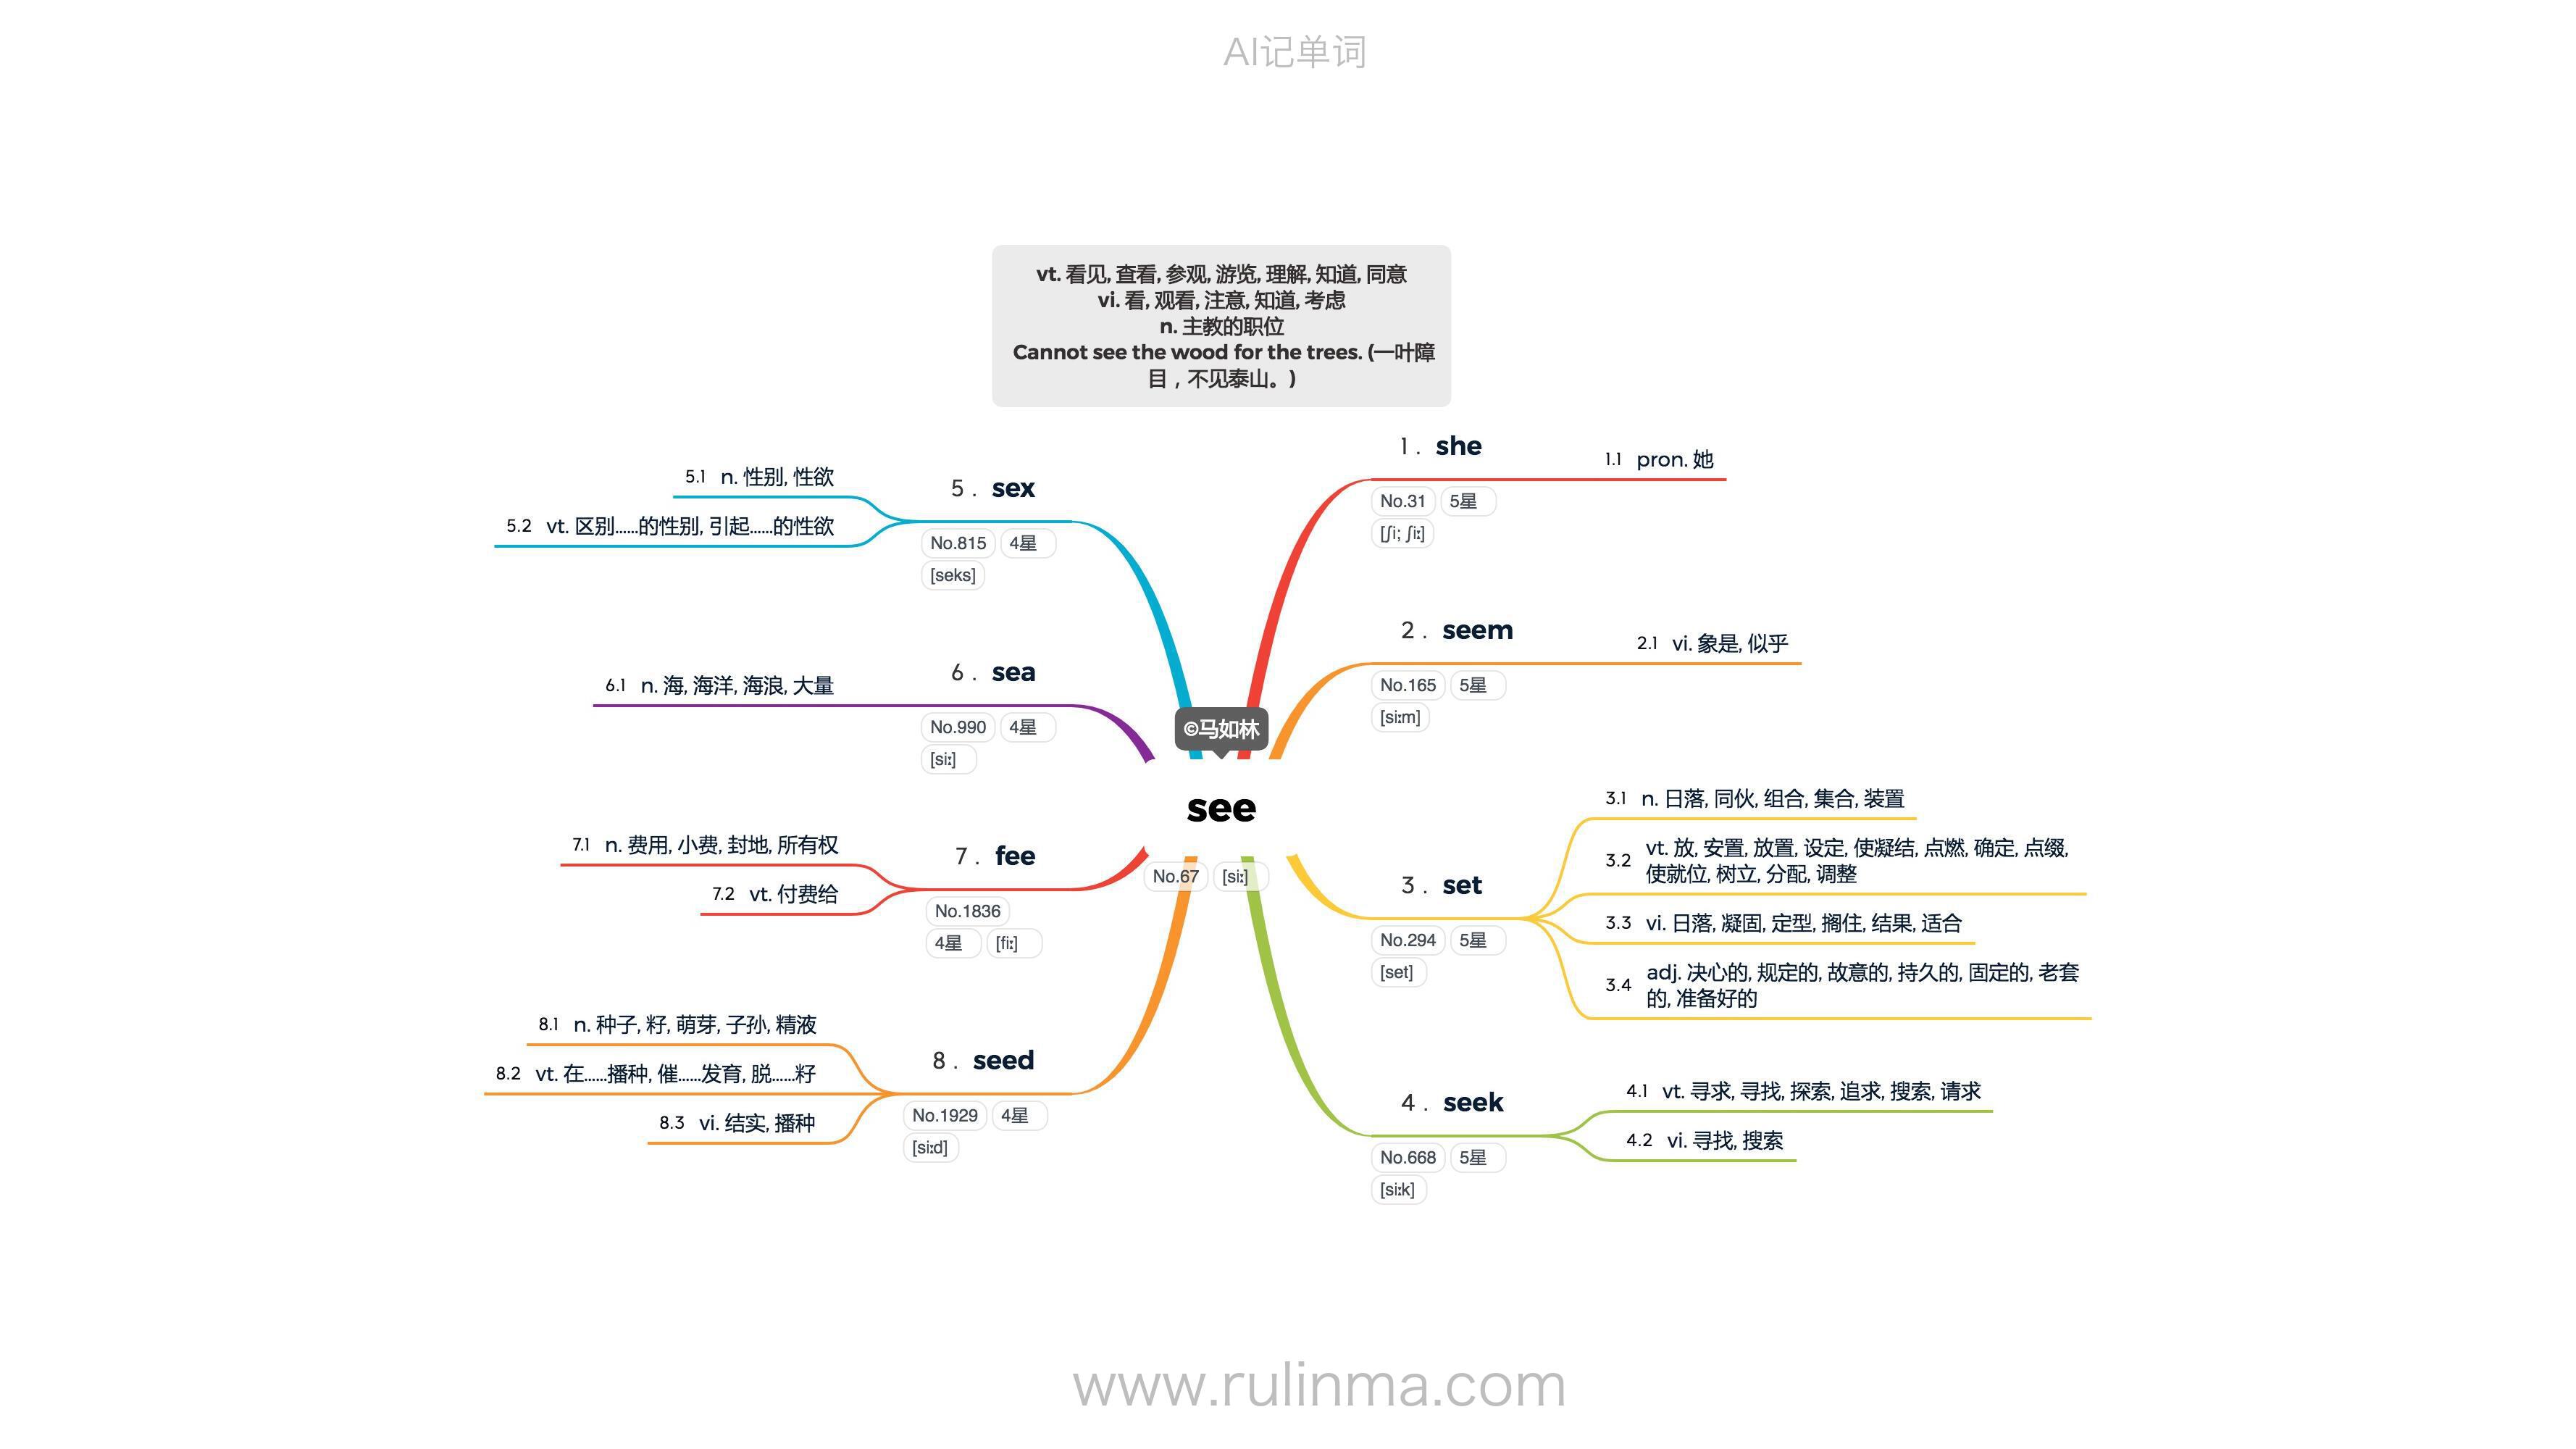 AI记单词
vt. 看见, 查看, 参观, 游览, 理解, 知道, 同意
vi. 看, 观看, 注意, 知道, 考虑
n. 主教的职位
Cannot see the wood for the trees. (一叶障
目，不见泰山。)
©马如林
see
No.67 [siː]
1. she
No.31 5星
[ʃi; ʃiː]
1.1 pron. 她
2. seem
No.165 5星
[siːm]
2.1 vi. 象是, 似乎
3. set
No.294 5星
[set]
3.1 n. 日落, 同伙, 组合, 集合, 装置
3.2 vt. 放, 安置, 放置, 设定, 使凝结, 点燃, 确定, 点缀,
使就位, 树立, 分配, 调整
3.3 vi. 日落, 凝固, 定型, 搁住, 结果, 适合
3.4 adj. 决心的, 规定的, 故意的, 持久的, 固定的, 老套
的, 准备好的
4. seek
No.668 5星
[siːk]
4.1 vt. 寻求, 寻找, 探索, 追求, 搜索, 请求
4.2 vi. 寻找, 搜索
5. sex
No.815 4星
[seks]
5.1 n. 性别, 性欲
5.2 vt. 区别......的性别, 引起......的性欲
6. sea
No.990 4星
[siː]
6.1 n. 海, 海洋, 海浪, 大量
7. fee
No.1836
4星 [fiː]
7.1 n. 费用, 小费, 封地, 所有权
7.2 vt. 付费给
8. seed
No.1929 4星
[siːd]
8.1 n. 种子, 籽, 萌芽, 子孙, 精液
8.2 vt. 在......播种, 催......发育, 脱......籽
8.3 vi. 结实, 播种
www.rulinma.com